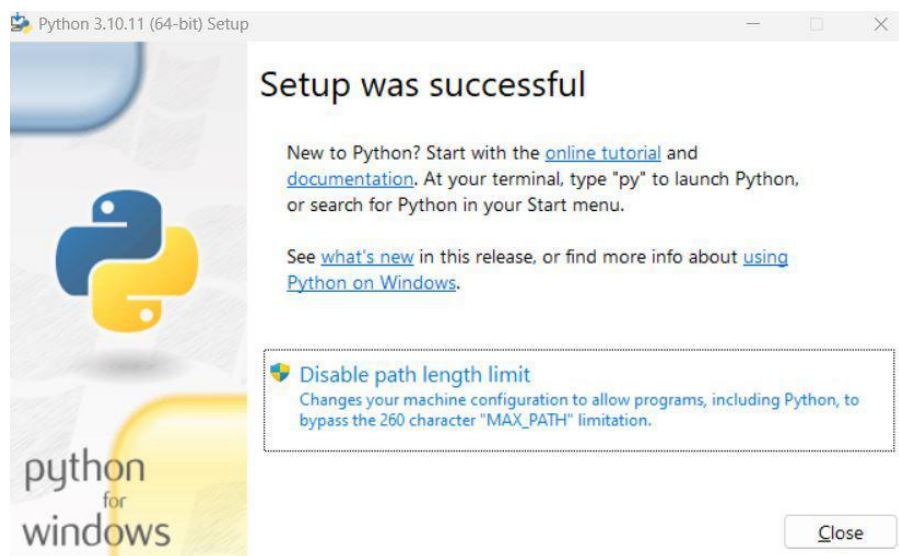 Python 3.10.11 (64-bit) Setup
Setup was successful
New to Python? Start with the online tutorial and
documentation. At your terminal, type "py" to launch Python,
or search for Python in your Start menu.
See what's new in this release, or find more info about using
Python on Windows.
Disable path length limit
Changes your machine configuration to allow programs, including Python, to
bypass the 260 character "MAX_PATH" limitation.
python
for
windows
Close